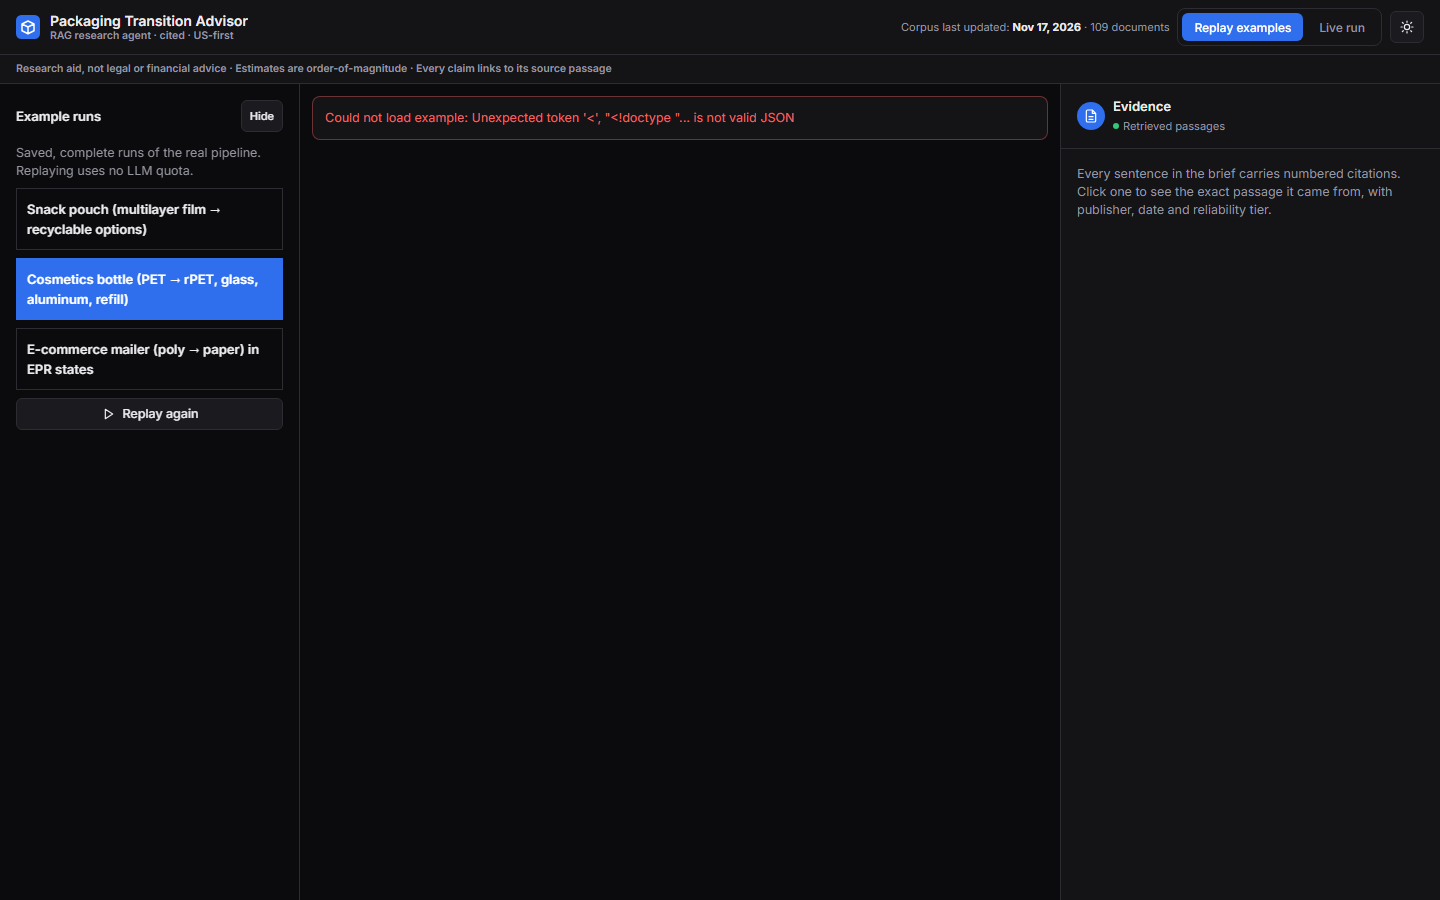 Packaging Transition Advisor
RAG research agent · cited · US-first
Corpus last updated: Nov 17, 2026 · 109 documents
Replay examples
Live run
Research aid, not legal or financial advice · Estimates are order-of-magnitude · Every claim links to its source passage
Example runs
Hide
Saved, complete runs of the real pipeline.
Replaying uses no LLM quota.
Snack pouch (multilayer film →
recyclable options)
Cosmetics bottle (PET → rPET, glass,
aluminum, refill)
E-commerce mailer (poly → paper) in
EPR states
Replay again
Could not load example: Unexpected token '<', "<!doctype "... is not valid JSON
Evidence
Retrieved passages
Every sentence in the brief carries numbered citations.
Click one to see the exact passage it came from, with
publisher, date and reliability tier.